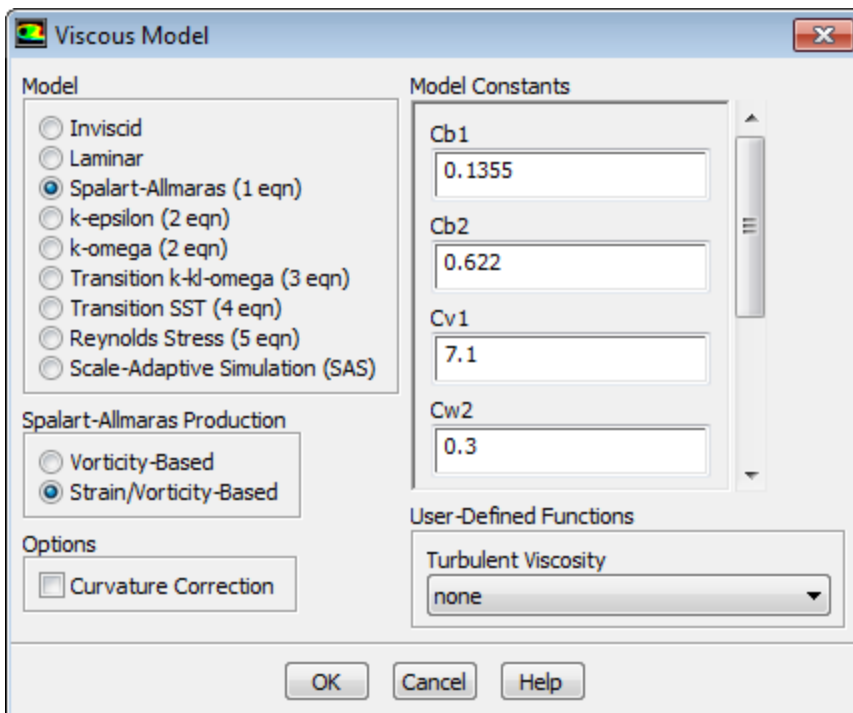 Viscous Model
Model
Inviscid
Laminar
Spalart-Allmaras (1 eqn)
k-epsilon (2 eqn)
k-omega (2 eqn)
Transition k-kl-omega (3 eqn)
Transition SST (4 eqn)
Reynolds Stress (5 eqn)
Scale-Adaptive Simulation (SAS)
Spalart-Allmaras Production
Vorticity-Based
Strain/Vorticity-Based
Options
Curvature Correction
Model Constants
Cb1
0.1355
Cb2
0.622
Cv1
7.1
Cw2
0.3
User-Defined Functions
Turbulent Viscosity
none
OK
Cancel
Help